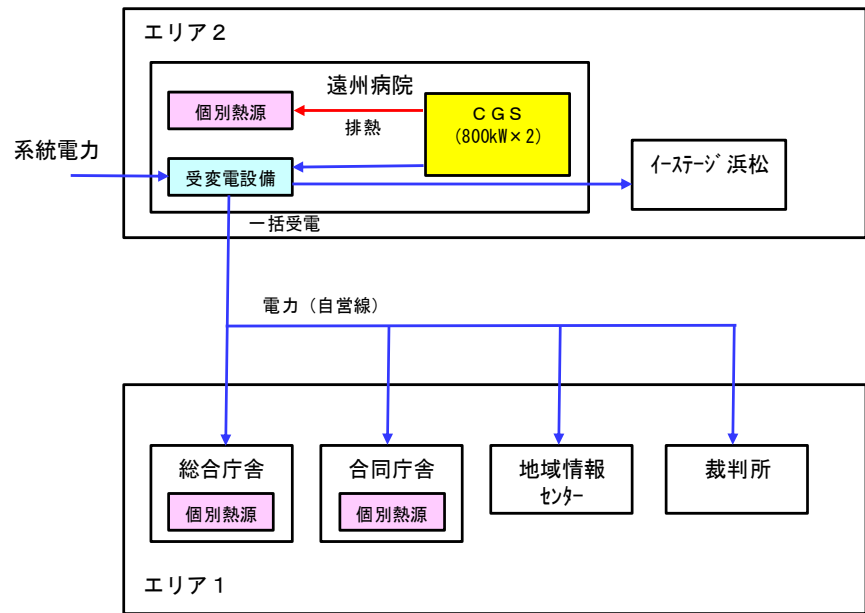 エリア２
遠州病院
個別熱源
ＣＧＳ
(800kW×2)
排熱
系統電力
受変電設備
ｲｰｽﾃｰｼﾞ浜松
一括受電
電力（自営線）
総合庁舎
個別熱源
合同庁舎
個別熱源
地域情報
ｾﾝﾀｰ
裁判所
エリア１